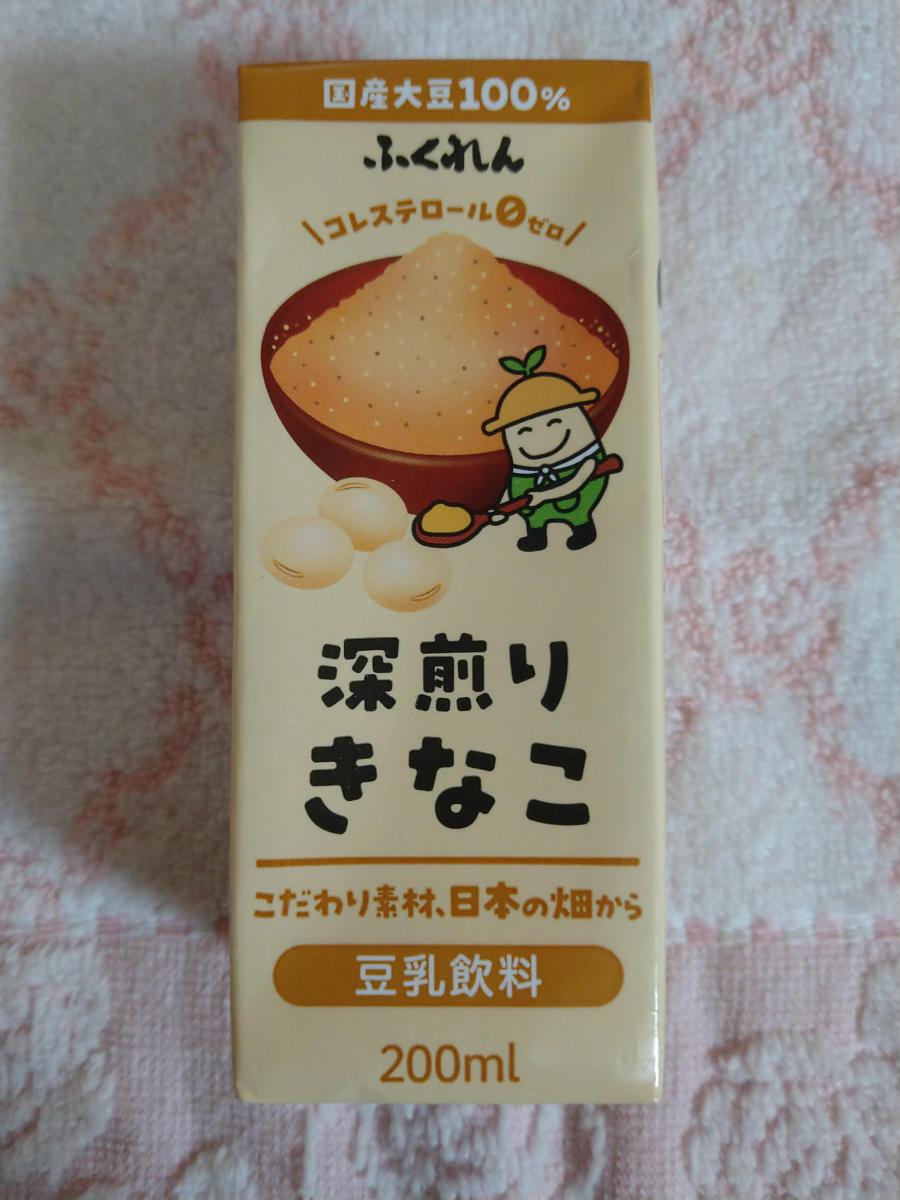 国産大豆100%
ふくれん
コレステロール0ゼロ
深煎り
きなこ
こだわり素材、日本の畑から
豆乳飲料
200ml